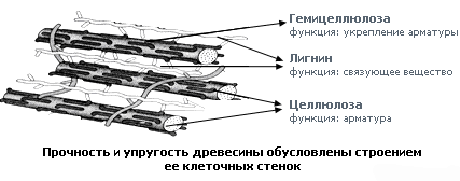 Гемицеллюлоза
функция: укрепление арматуры
Лигнин
функция: связующее вещество
Целлюлоза
функция: арматура
Прочность и упругость древесины обусловлены строением
ее клеточных стенок